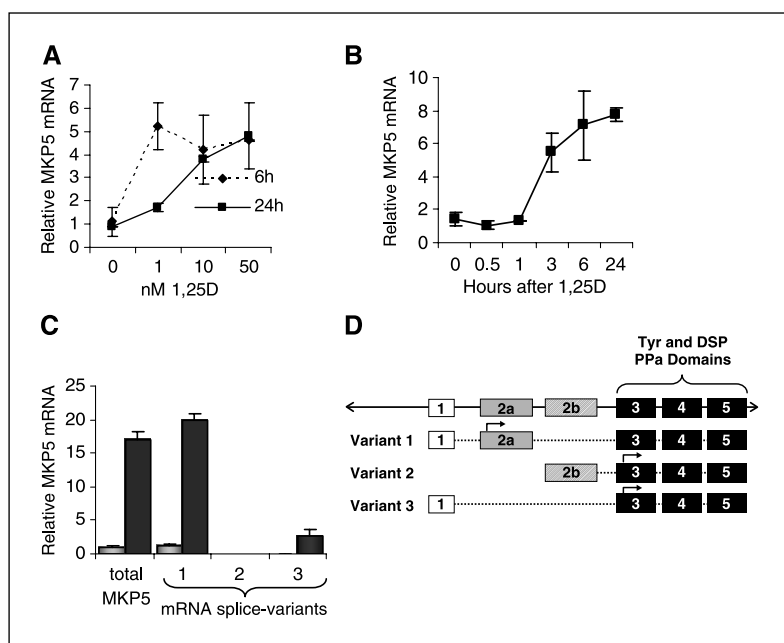 A
Relative MKP5 mRNA
7
6
5
4
3
2
1
0
6h
24h
0 1 10 50
nM 1,25D
B
Relative MKP5 mRNA
10
8
6
4
2
0
0 0.5 1 3 6 24
Hours after 1,25D
C
Relative MKP5 mRNA
25
20
15
10
5
0
total MKP5
1 2 3
mRNA splice-variants
D
Tyr and DSP
PPa Domains
1 2a 2b 3 4 5
Variant 1 1 2a 3 4 5
Variant 2 2b 3 4 5
Variant 3 1 3 4 5